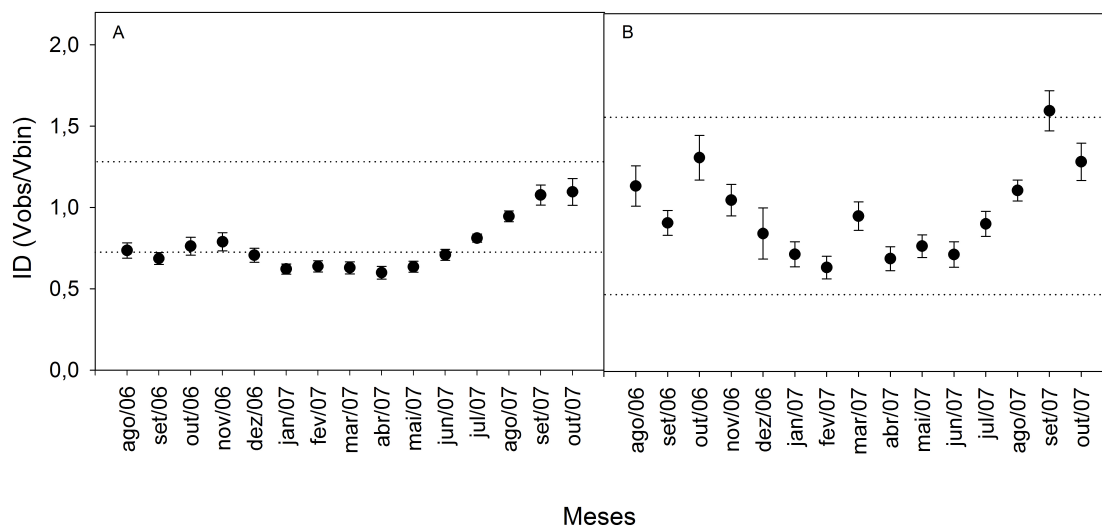 A
B
ID (Vobs/Vbin)
2,0
1,5
1,0
0,5
0,0
ago/06
set/06
out/06
nov/06
dez/06
jan/07
fev/07
mar/07
abr/07
mai/07
jun/07
jul/07
ago/07
set/07
out/07
ago/06
set/06
out/06
nov/06
dez/06
jan/07
fev/07
mar/07
abr/07
mai/07
jun/07
jul/07
ago/07
set/07
out/07
Meses